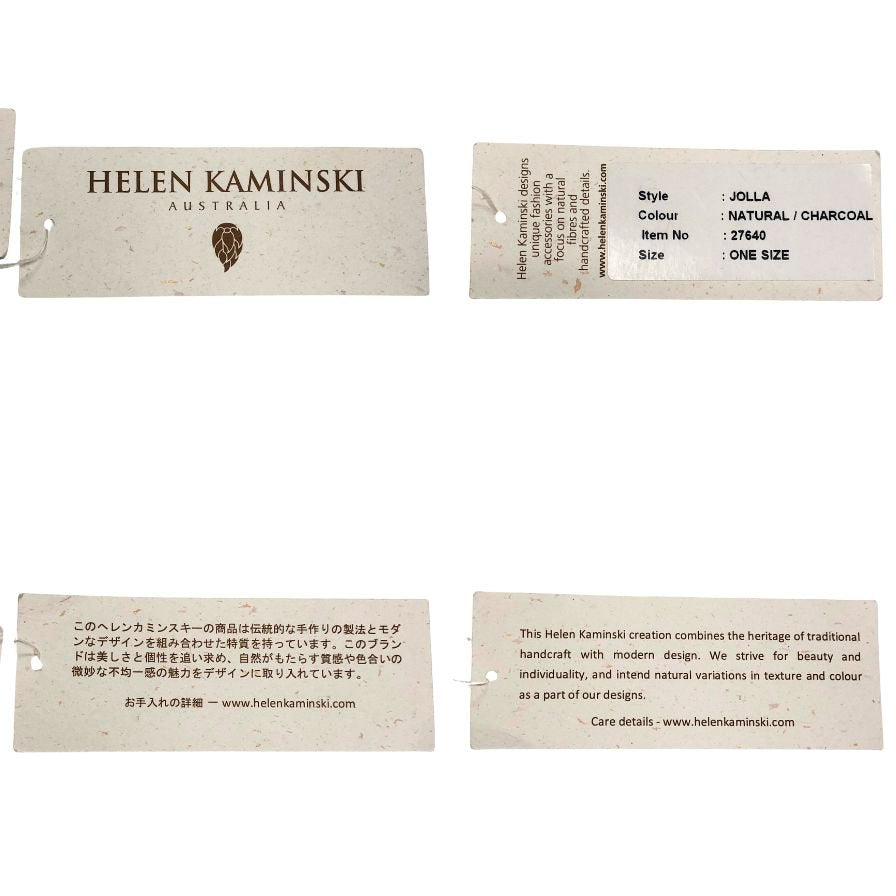 HELEN KAMINSKI
AUSTRALIA
Helen Kaminski designs
unique fashion
accessories with a
focus on natural
fibres and
handcrafted details.
www.helenkaminski.com
Style : JOLLA
Colour : NATURAL / CHARCOAL
Item No : 27640
Size : ONE SIZE
このヘレンカミンスキーの商品は伝統的な手作りの製法とモダ
ンなデザインを組み合わせた特質を持っています。このブラン
ドは美しさと個性を追い求め、自然がもたらす質感や色合いの
微妙な不均一感の魅力をデザインに取り入れています。
お手入れの詳細 ー www.helenkaminski.com
This Helen Kaminski creation combines the heritage of traditional
handcraft with modern design. We strive for beauty and
individuality, and intend natural variations in texture and colour
as a part of our designs.
Care details - www.helenkaminski.com